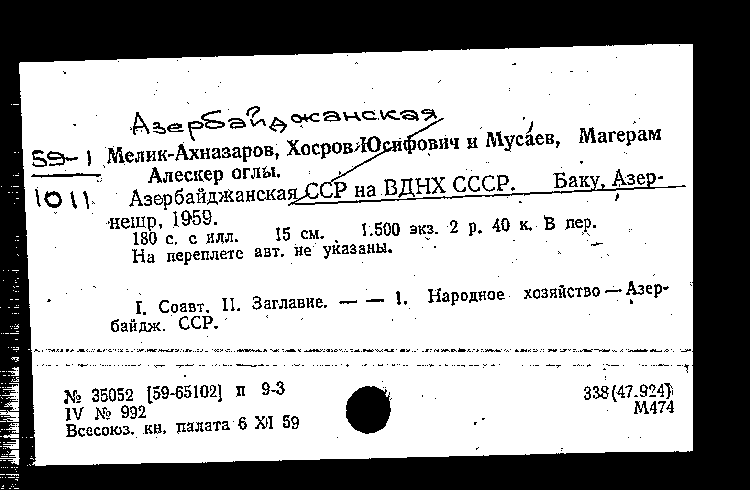 Азербайджанская
59-1 Мелик-Ахназаров, Хосров Юсифович и Мусаев, Магерам
Алескер оглы.
1011 Азербайджанская ССР на ВДНХ СССР. Баку, Азер-
нешр, 1959.
180 с. с илл. 15 см. 1.500 экз. 2 р. 40 к. В пер.
На переплете авт. не указаны.
I. Соавт. II. Заглавие. — — 1. Народное хозяйство — Азер-
байдж. ССР.
№ 35052 [59-65102] п 9-3 338(47.924)
IV № 992 М474
Всесоюз. кн. палата 6 XI 59